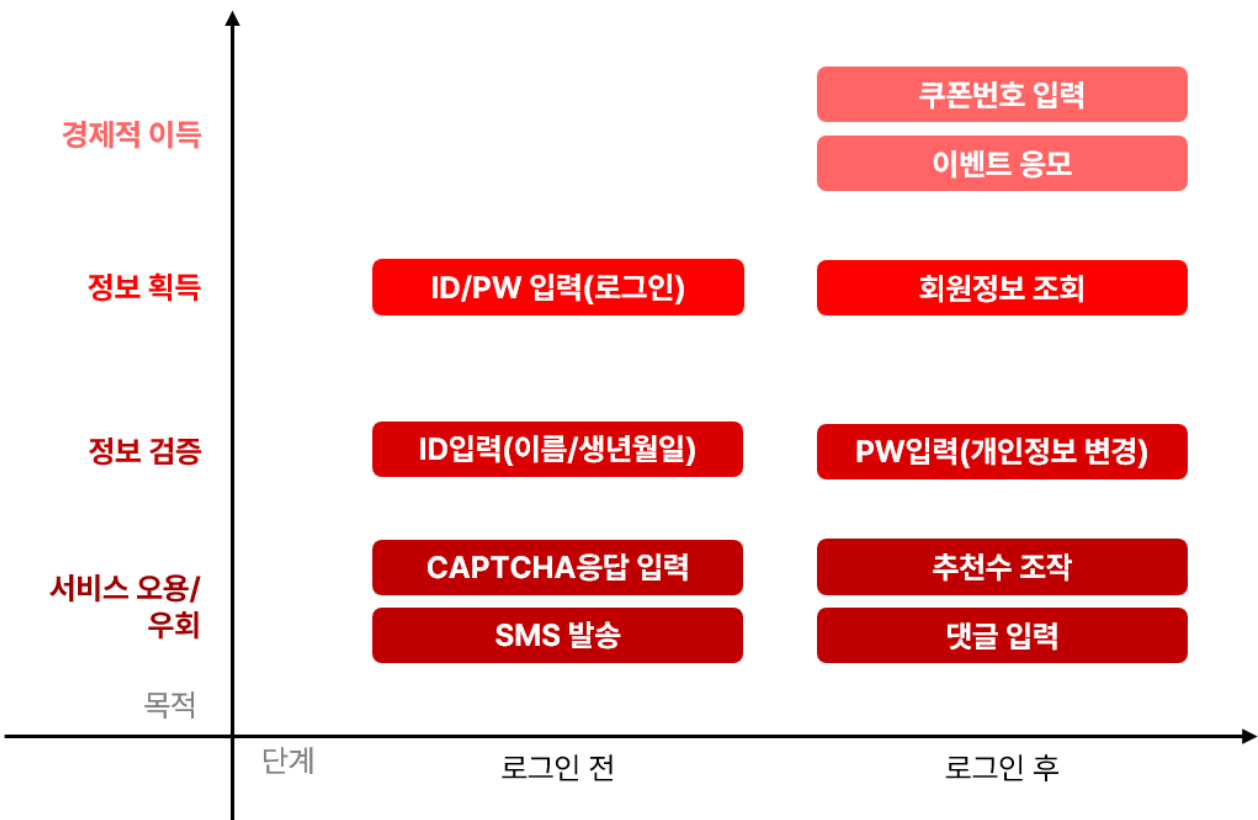 경제적 이득
쿠폰번호 입력
이벤트 응모
정보 획득
ID/PW 입력(로그인)
회원정보 조회
정보 검증
ID입력(이름/생년월일)
PW입력(개인정보 변경)
서비스 오용/
우회
CAPTCHA응답 입력
추천수 조작
SMS 발송
댓글 입력
목적
단계
로그인 전
로그인 후